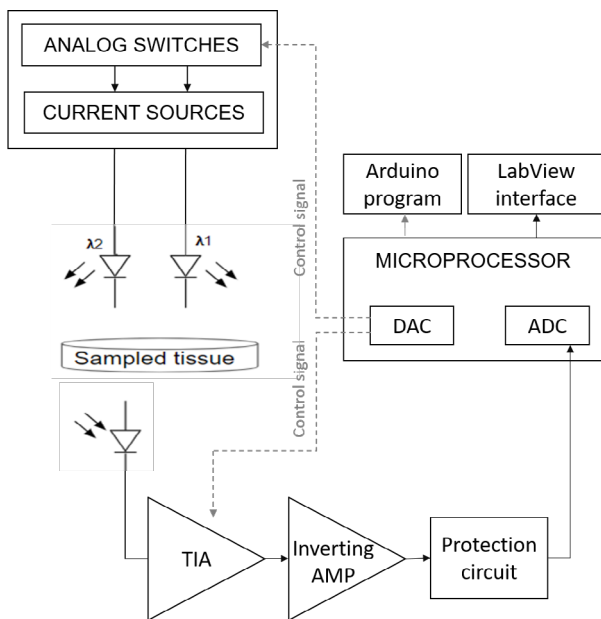 ANALOG SWITCHES
CURRENT SOURCES
λ2
λ1
Sampled tissue
Control signal
Control signal
Arduino
program
LabView
interface
MICROPROCESSOR
DAC
ADC
TIA
Inverting
AMP
Protection
circuit